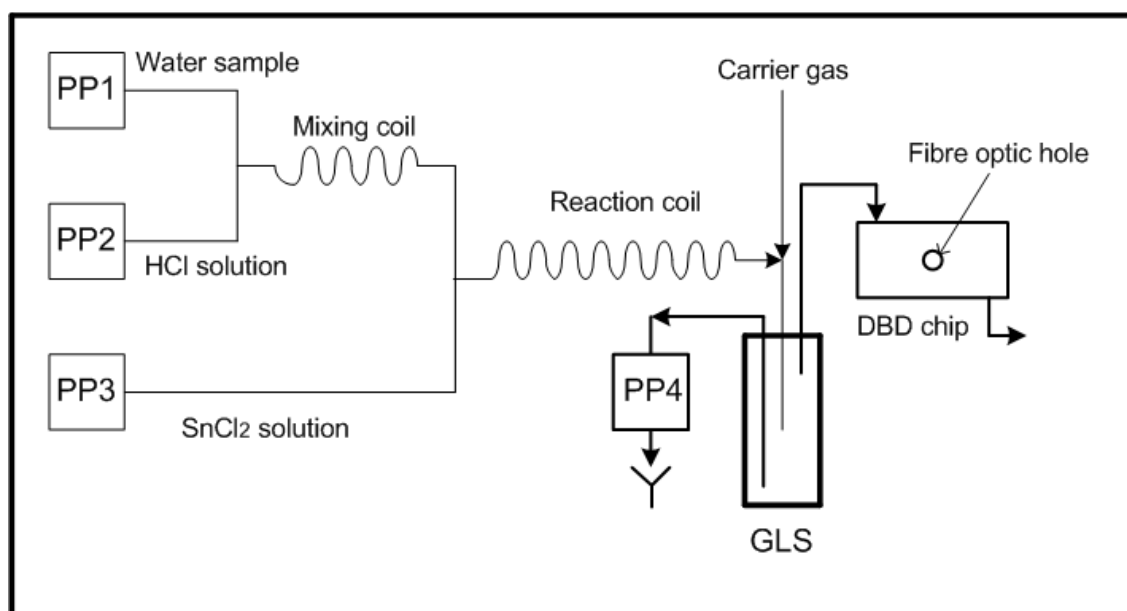 PP1
Water sample
Mixing coil
PP2
HCl solution
PP3
SnCl2 solution
Reaction coil
Carrier gas
Fibre optic hole
DBD chip
PP4
GLS